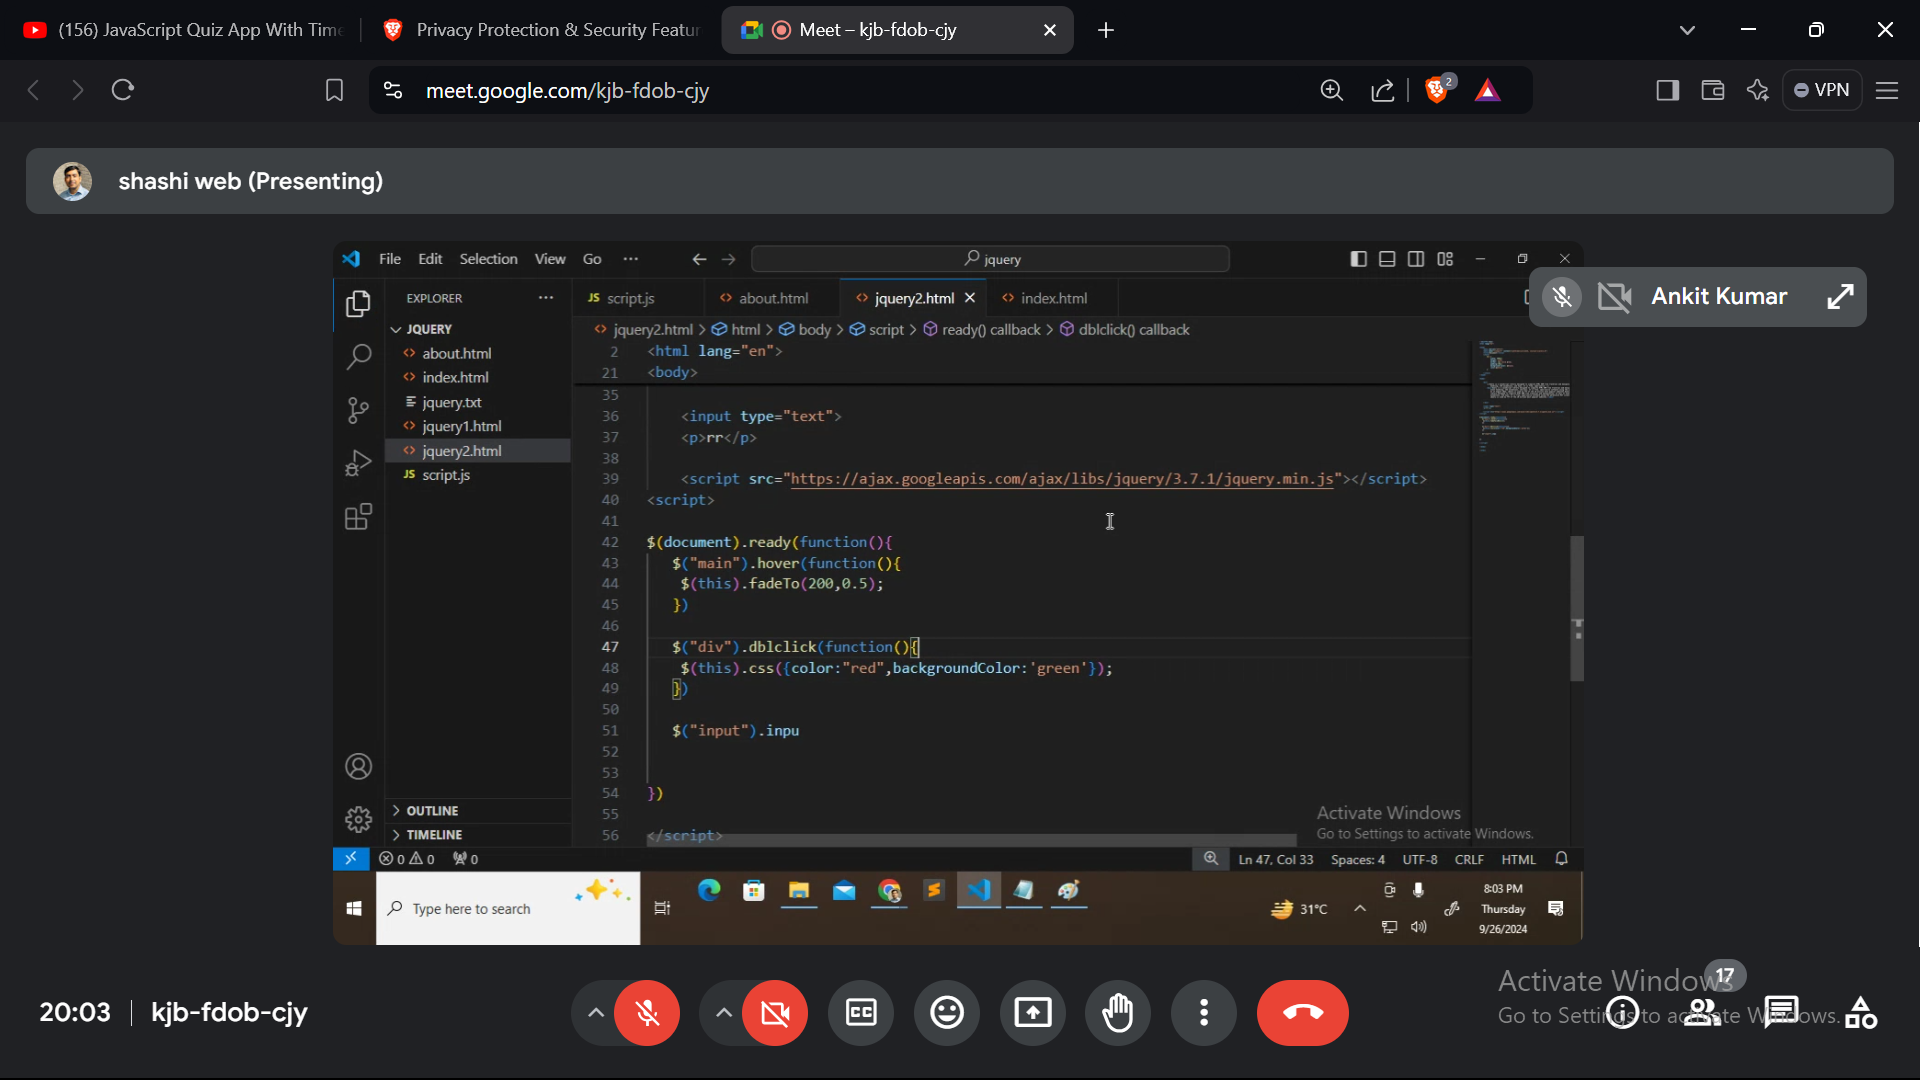 (156) JavaScript Quiz App With Time
Privacy Protection & Security Featur
Meet – kjb-fdob-cjy
meet.google.com/kjb-fdob-cjy
2
VPN
shashi web (Presenting)
File Edit Selection View Go ···
jquery
Ankit Kumar
EXPLORER ···
JS script.js
<> about.html
<> jquery2.html
<> index.html
JQUERY
<> about.html
<> index.html
jquery.txt
<> jquery1.html
<> jquery2.html
JS script.js
OUTLINE
TIMELINE
<> jquery2.html > html > body > script > ready() callback > dblclick() callback
2 <html lang="en">
21 <body>
35
36 <input type="text">
37 <p>rr</p>
38
39 <script src="https://ajax.googleapis.com/ajax/libs/jquery/3.7.1/jquery.min.js"></script>
40 <script>
41
42 $(document).ready(function(){
43 $("main").hover(function(){
44 $(this).fadeTo(200,0.5);
45 })
46
47 $("div").dblclick(function(){
48 $(this).css({color:"red",backgroundColor:'green'});
49 })
50
51 $("input").inpu
52
53
54 })
55
56 </script>
Activate Windows
Go to Settings to activate Windows.
0 0 0
Ln 47, Col 33 Spaces: 4 UTF-8 CRLF HTML
Type here to search
31°C
8:03 PM
Thursday
9/26/2024
20:03 | kjb-fdob-cjy
CC
17
Activate Windows
Go to Settings to activate Windows.